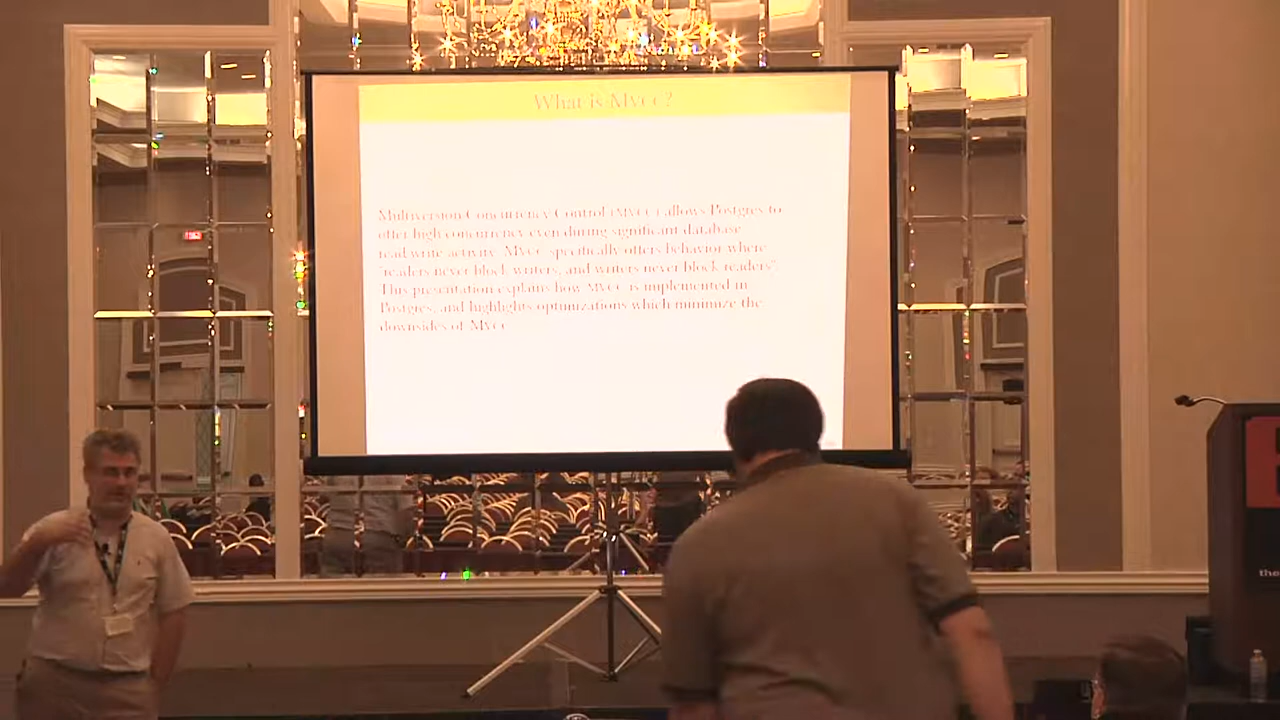 What is MVCC?
Multiversion Concurrency Control (MVCC) allows Postgres to
offer high concurrency even during significant database
read/write activity. MVCC specifically offers behavior where
"readers never block writers, and writers never block readers".
This presentation explains how MVCC is implemented in
Postgres, and highlights optimizations which minimize the
downsides of MVCC.
the